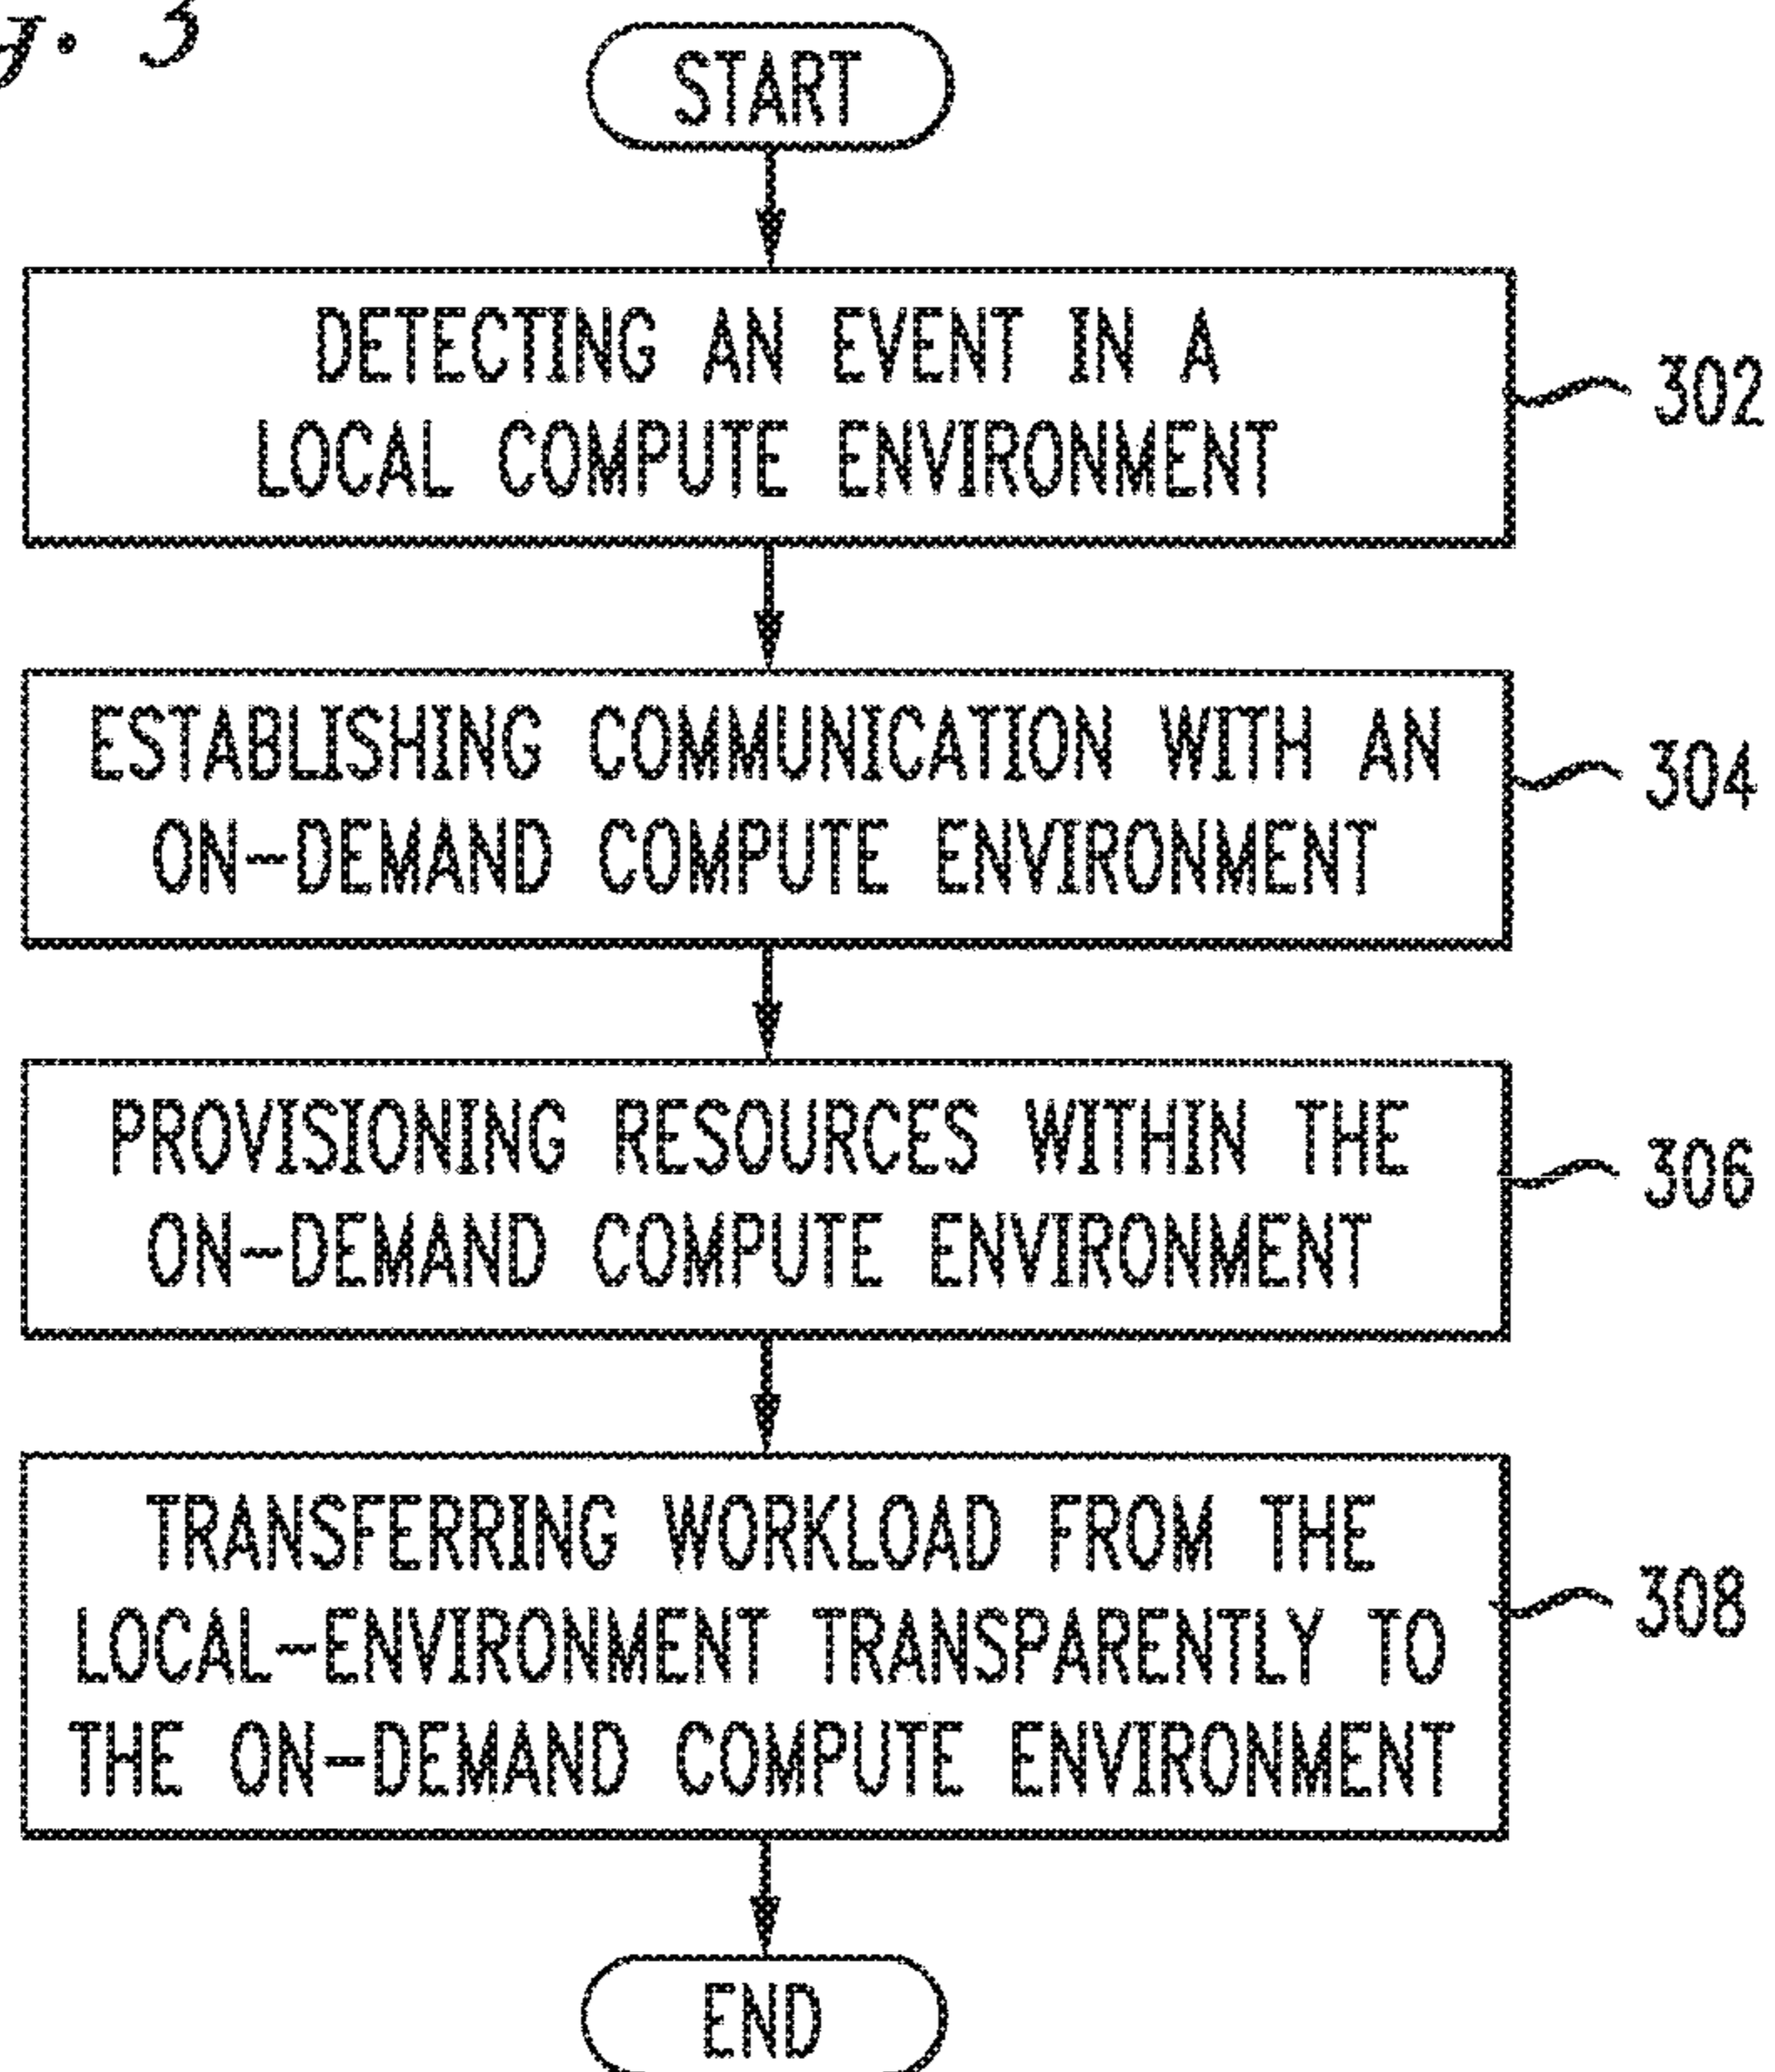 g. 3
START
DETECTING AN EVENT IN A
LOCAL COMPUTE ENVIRONMENT
302
ESTABLISHING COMMUNICATION WITH AN
ON-DEMAND COMPUTE ENVIRONMENT
304
PROVISIONING RESOURCES WITHIN THE
ON-DEMAND COMPUTE ENVIRONMENT
306
TRANSFERRING WORKLOAD FROM THE
LOCAL-ENVIRONMENT TRANSPARENTLY TO
THE ON-DEMAND COMPUTE ENVIRONMENT
308
END